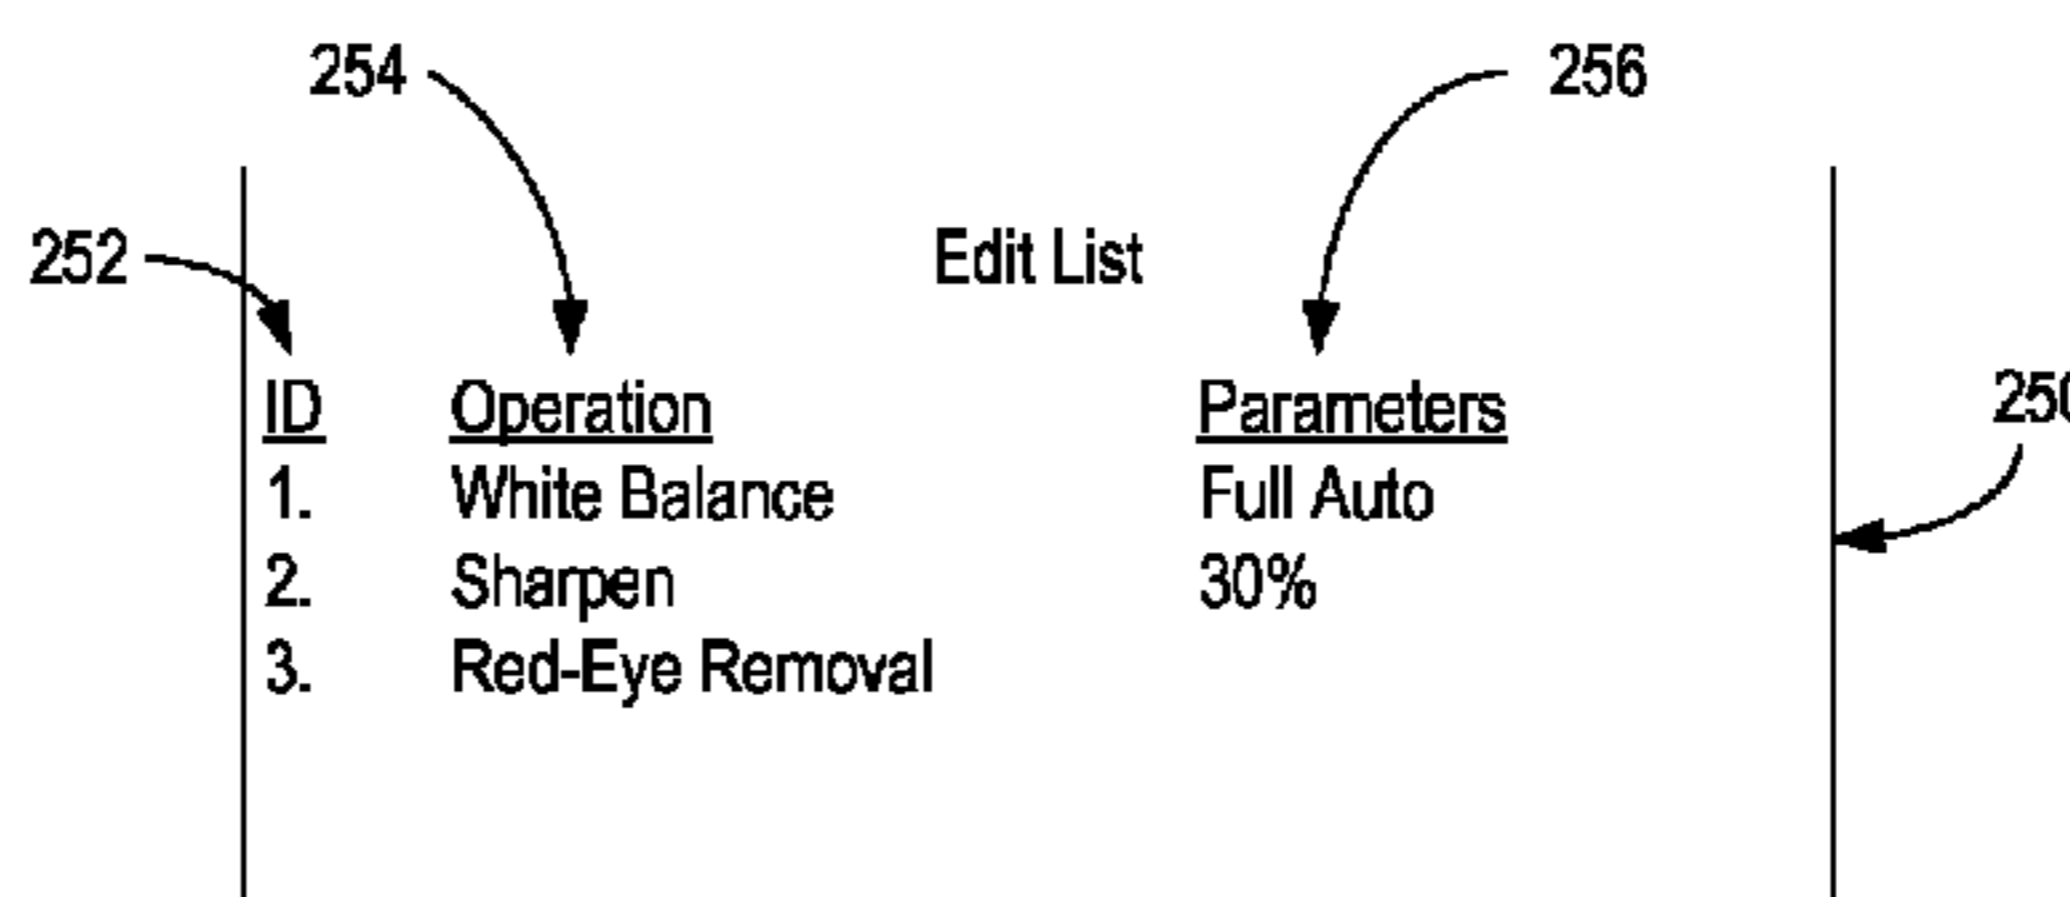 254 256
252 Edit List
ID Operation Parameters 250
1. White Balance Full Auto
2. Sharpen 30%
3. Red-Eye Removal